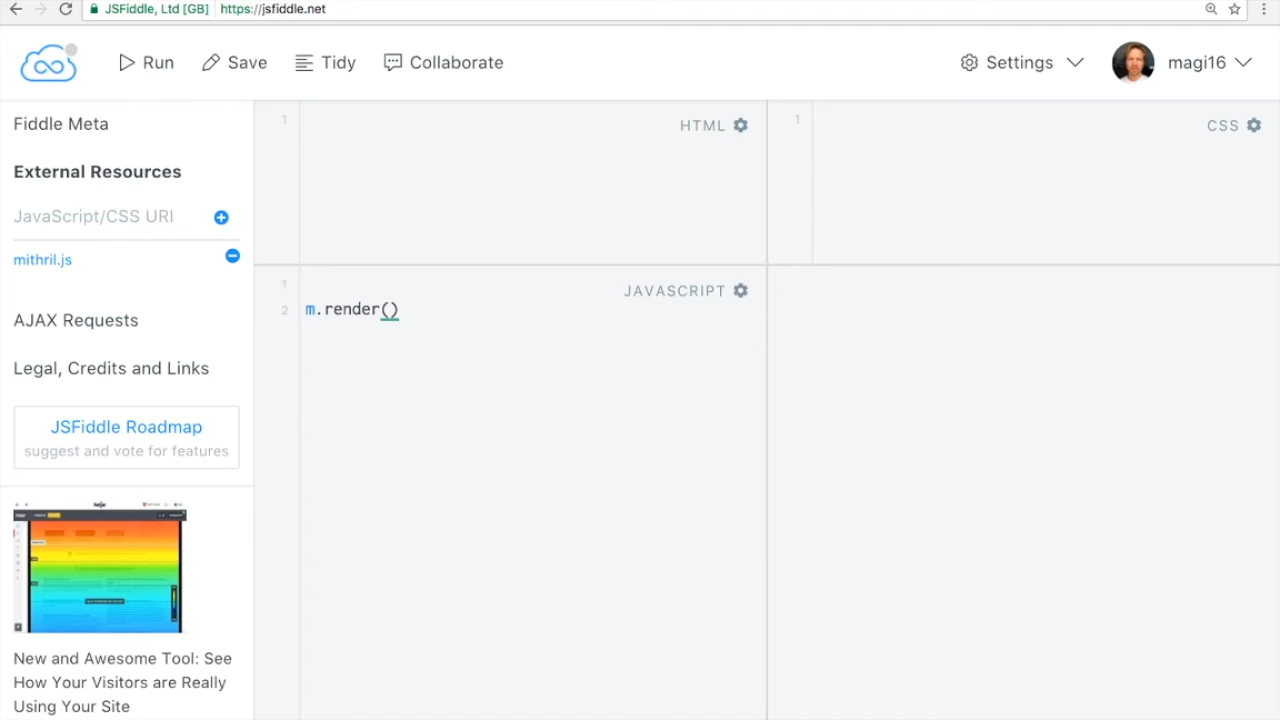 JSFiddle, Ltd [GB] https://jsfiddle.net
Run Save Tidy Collaborate Settings magi16
Fiddle Meta
External Resources
JavaScript/CSS URI
mithril.js
AJAX Requests
Legal, Credits and Links
JSFiddle Roadmap
suggest and vote for features
New and Awesome Tool: See
How Your Visitors are Really
Using Your Site
1
HTML
1
CSS
1
JAVASCRIPT
2 m.render()